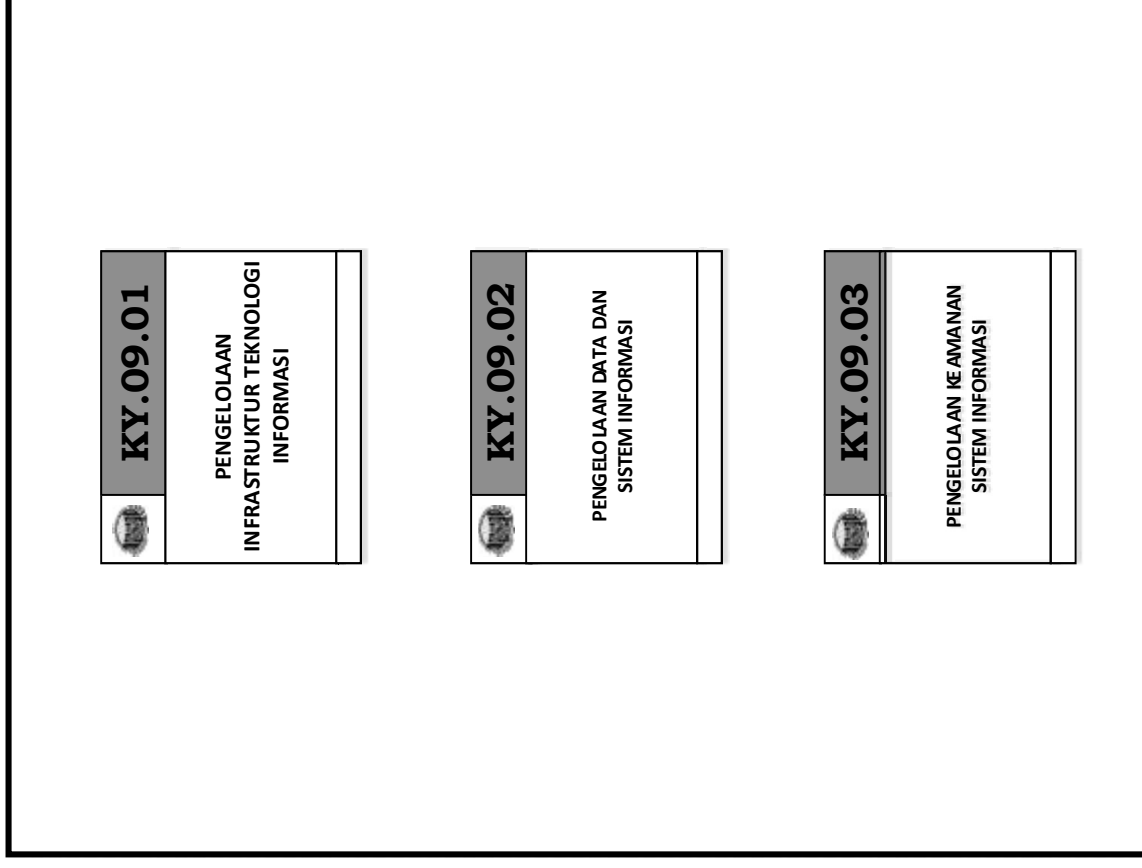 KY.09.01
PENGELOLAAN
INFRASTRUKTUR TEKNOLOGI
INFORMASI
KY.09.02
PENGELOLAAN DATA DAN
SISTEM INFORMASI
KY.09.03
PENGELOLAAN KEAMANAN
SISTEM INFORMASI